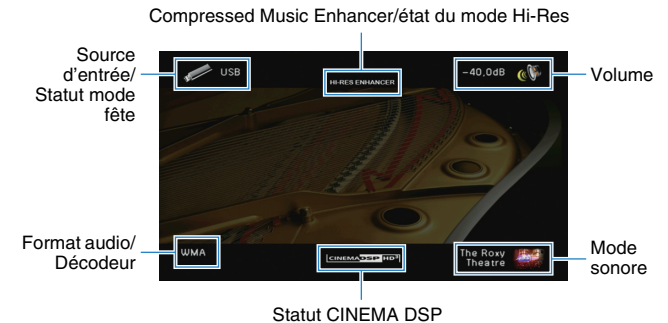 Compressed Music Enhancer/état du mode Hi-Res
Source
d'entrée/
Statut mode
fête
USB
HI-RES ENHANCER
-40,0dB
Volume
Format audio/
Décodeur
WMA
CINEMA DSP HD³
The Roxy
Theatre
Mode
sonore
Statut CINEMA DSP